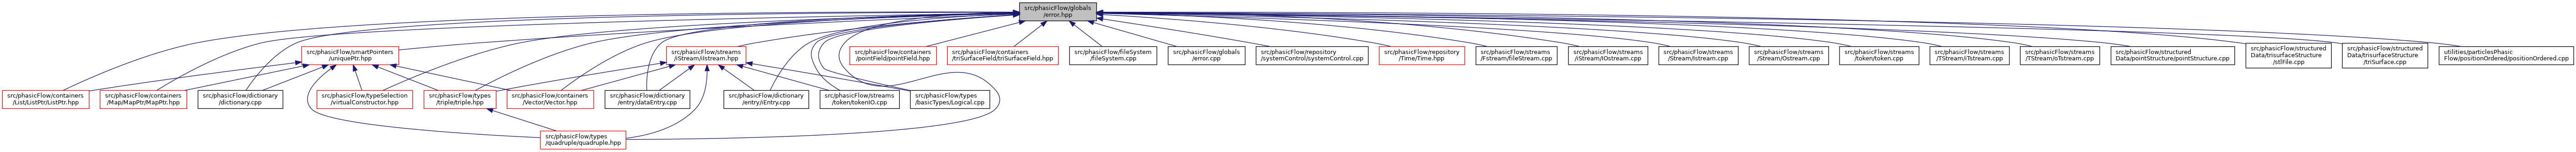 src/phasicFlow/globals
/error.hpp
src/phasicFlow/smartPointers
/uniquePtr.hpp
src/phasicFlow/streams
/iStream/iIstream.hpp
src/phasicFlow/containers
/pointField/pointField.hpp
src/phasicFlow/containers
/triSurfaceField/triSurfaceField.hpp
src/phasicFlow/fileSystem
/fileSystem.cpp
src/phasicFlow/globals
/error.cpp
src/phasicFlow/repository
/systemControl/systemControl.cpp
src/phasicFlow/repository
/Time/Time.hpp
src/phasicFlow/streams
/Fstream/fileStream.cpp
src/phasicFlow/streams
/iStream/IOstream.cpp
src/phasicFlow/streams
/Stream/Istream.cpp
src/phasicFlow/streams
/Stream/Ostream.cpp
src/phasicFlow/streams
/token/token.cpp
src/phasicFlow/streams
/TStream/iTstream.cpp
src/phasicFlow/streams
/TStream/oTstream.cpp
src/phasicFlow/structured
Data/pointStructure/pointStructure.cpp
src/phasicFlow/structured
Data/trisurfaceStructure
/stlFile.cpp
src/phasicFlow/structured
Data/trisurfaceStructure
/triSurface.cpp
utilities/particlesPhasic
Flow/positionOrdered/positionOrdered.cpp
src/phasicFlow/containers
/List/ListPtr/ListPtr.hpp
src/phasicFlow/containers
/Map/MapPtr/MapPtr.hpp
src/phasicFlow/dictionary
/dictionary.cpp
src/phasicFlow/typeSelection
/virtualConstructor.hpp
src/phasicFlow/types
/triple/triple.hpp
src/phasicFlow/containers
/Vector/Vector.hpp
src/phasicFlow/dictionary
/entry/dataEntry.cpp
src/phasicFlow/dictionary
/entry/iEntry.cpp
src/phasicFlow/streams
/token/tokenIO.cpp
src/phasicFlow/types
/basicTypes/Logical.cpp
src/phasicFlow/types
/quadruple/quadruple.hpp